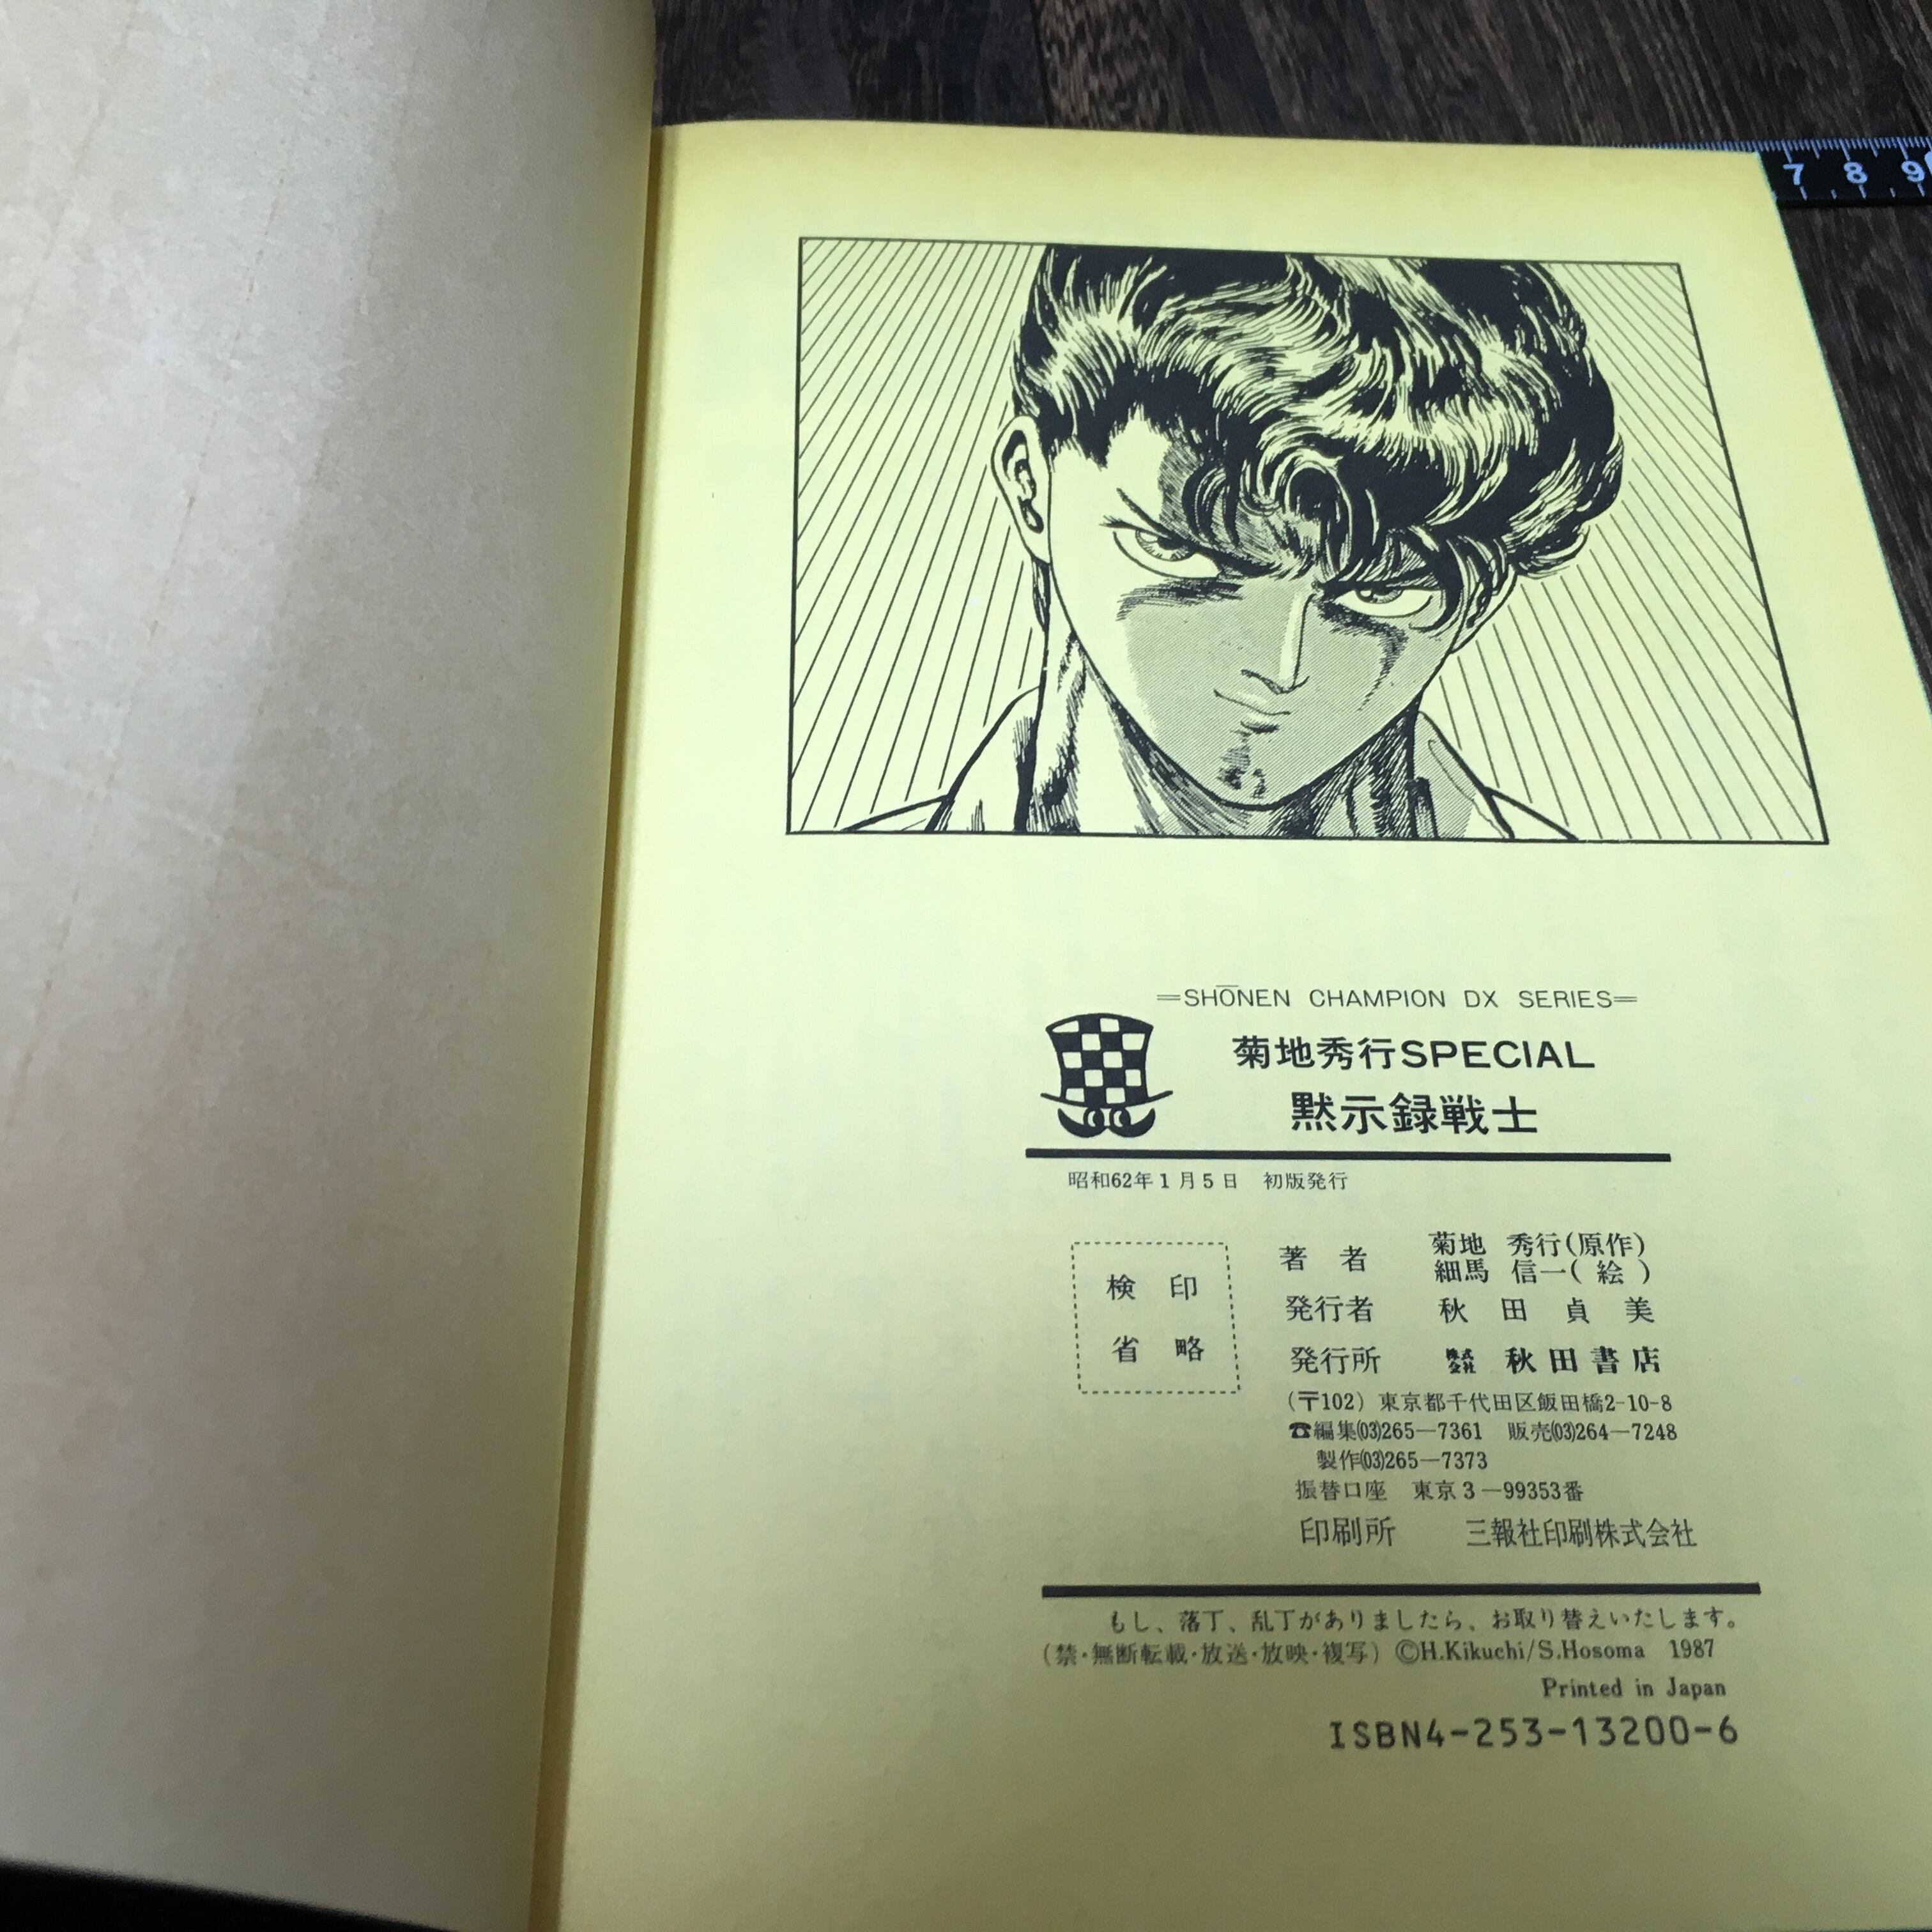 7 8 9
=SHŌNEN CHAMPION DX SERIES=
菊地秀行SPECIAL
黙示録戦士
昭和62年1月5日 初版発行
検印
省略
著者 菊地 秀行(原作)
細馬 信一(絵)
発行者 秋田貞美
発行所 株式会社 秋田書店
(〒102) 東京都千代田区飯田橋2-10-8
☎編集(03)265―7361 販売(03)264―7248
製作(03)265―7373
振替口座 東京3―99353番
印刷所 三報社印刷株式会社
もし、落丁、乱丁がありましたら、お取り替えいたします。
(禁・無断転載・放送・放映・複写) ©H.Kikuchi/S.Hosoma 1987
Printed in Japan
ISBN4-253-13200-6